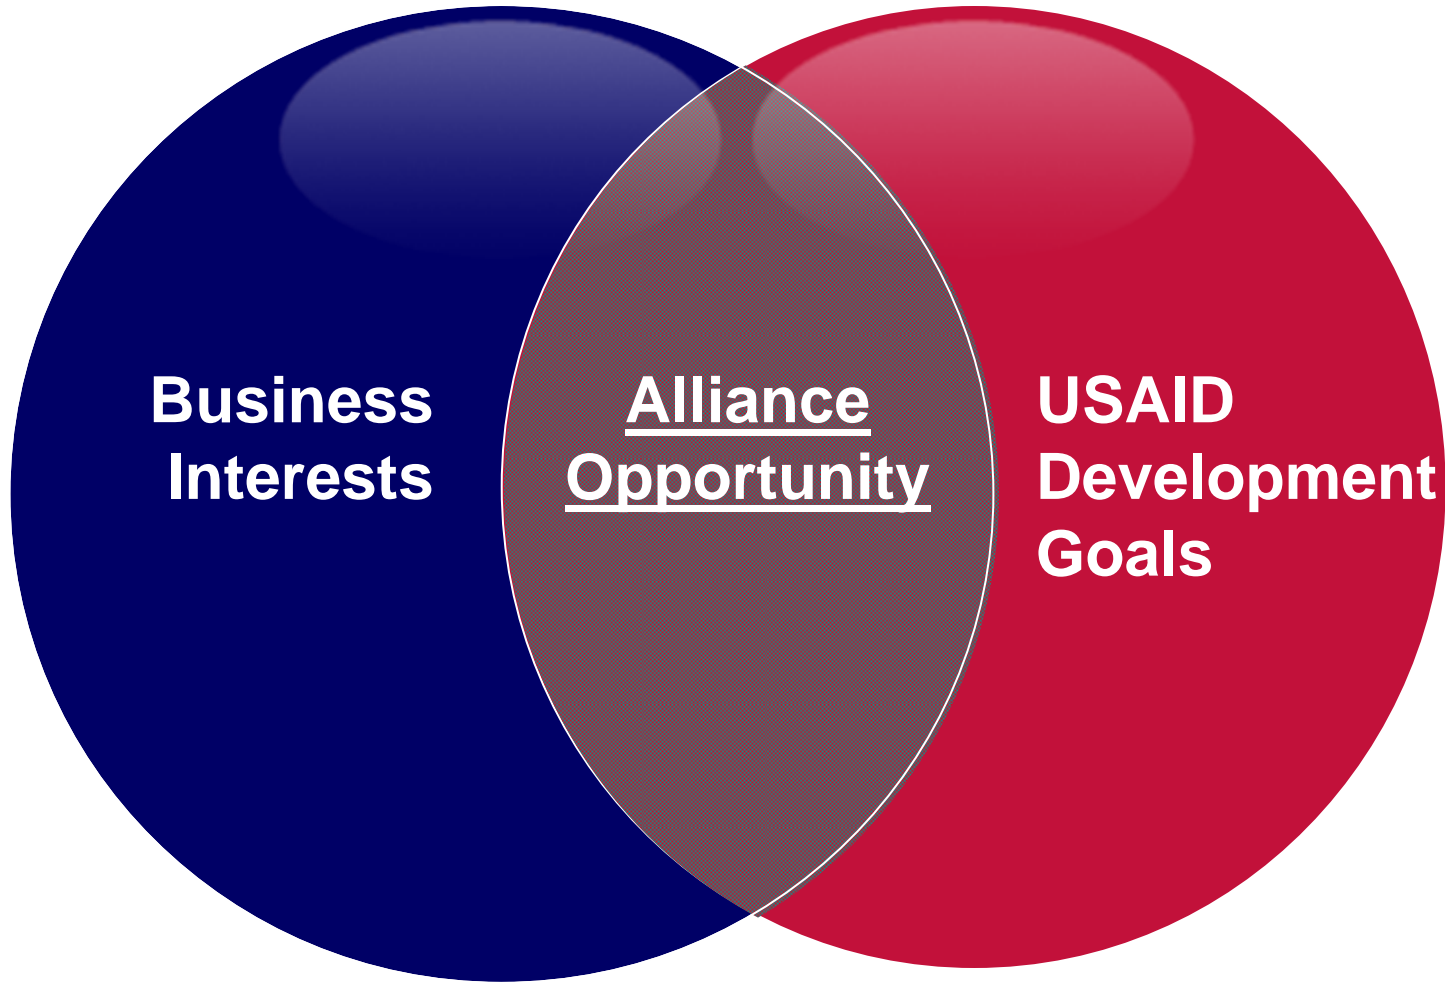 Business
Interests
Alliance
Opportunity
USAID
Development
Goals